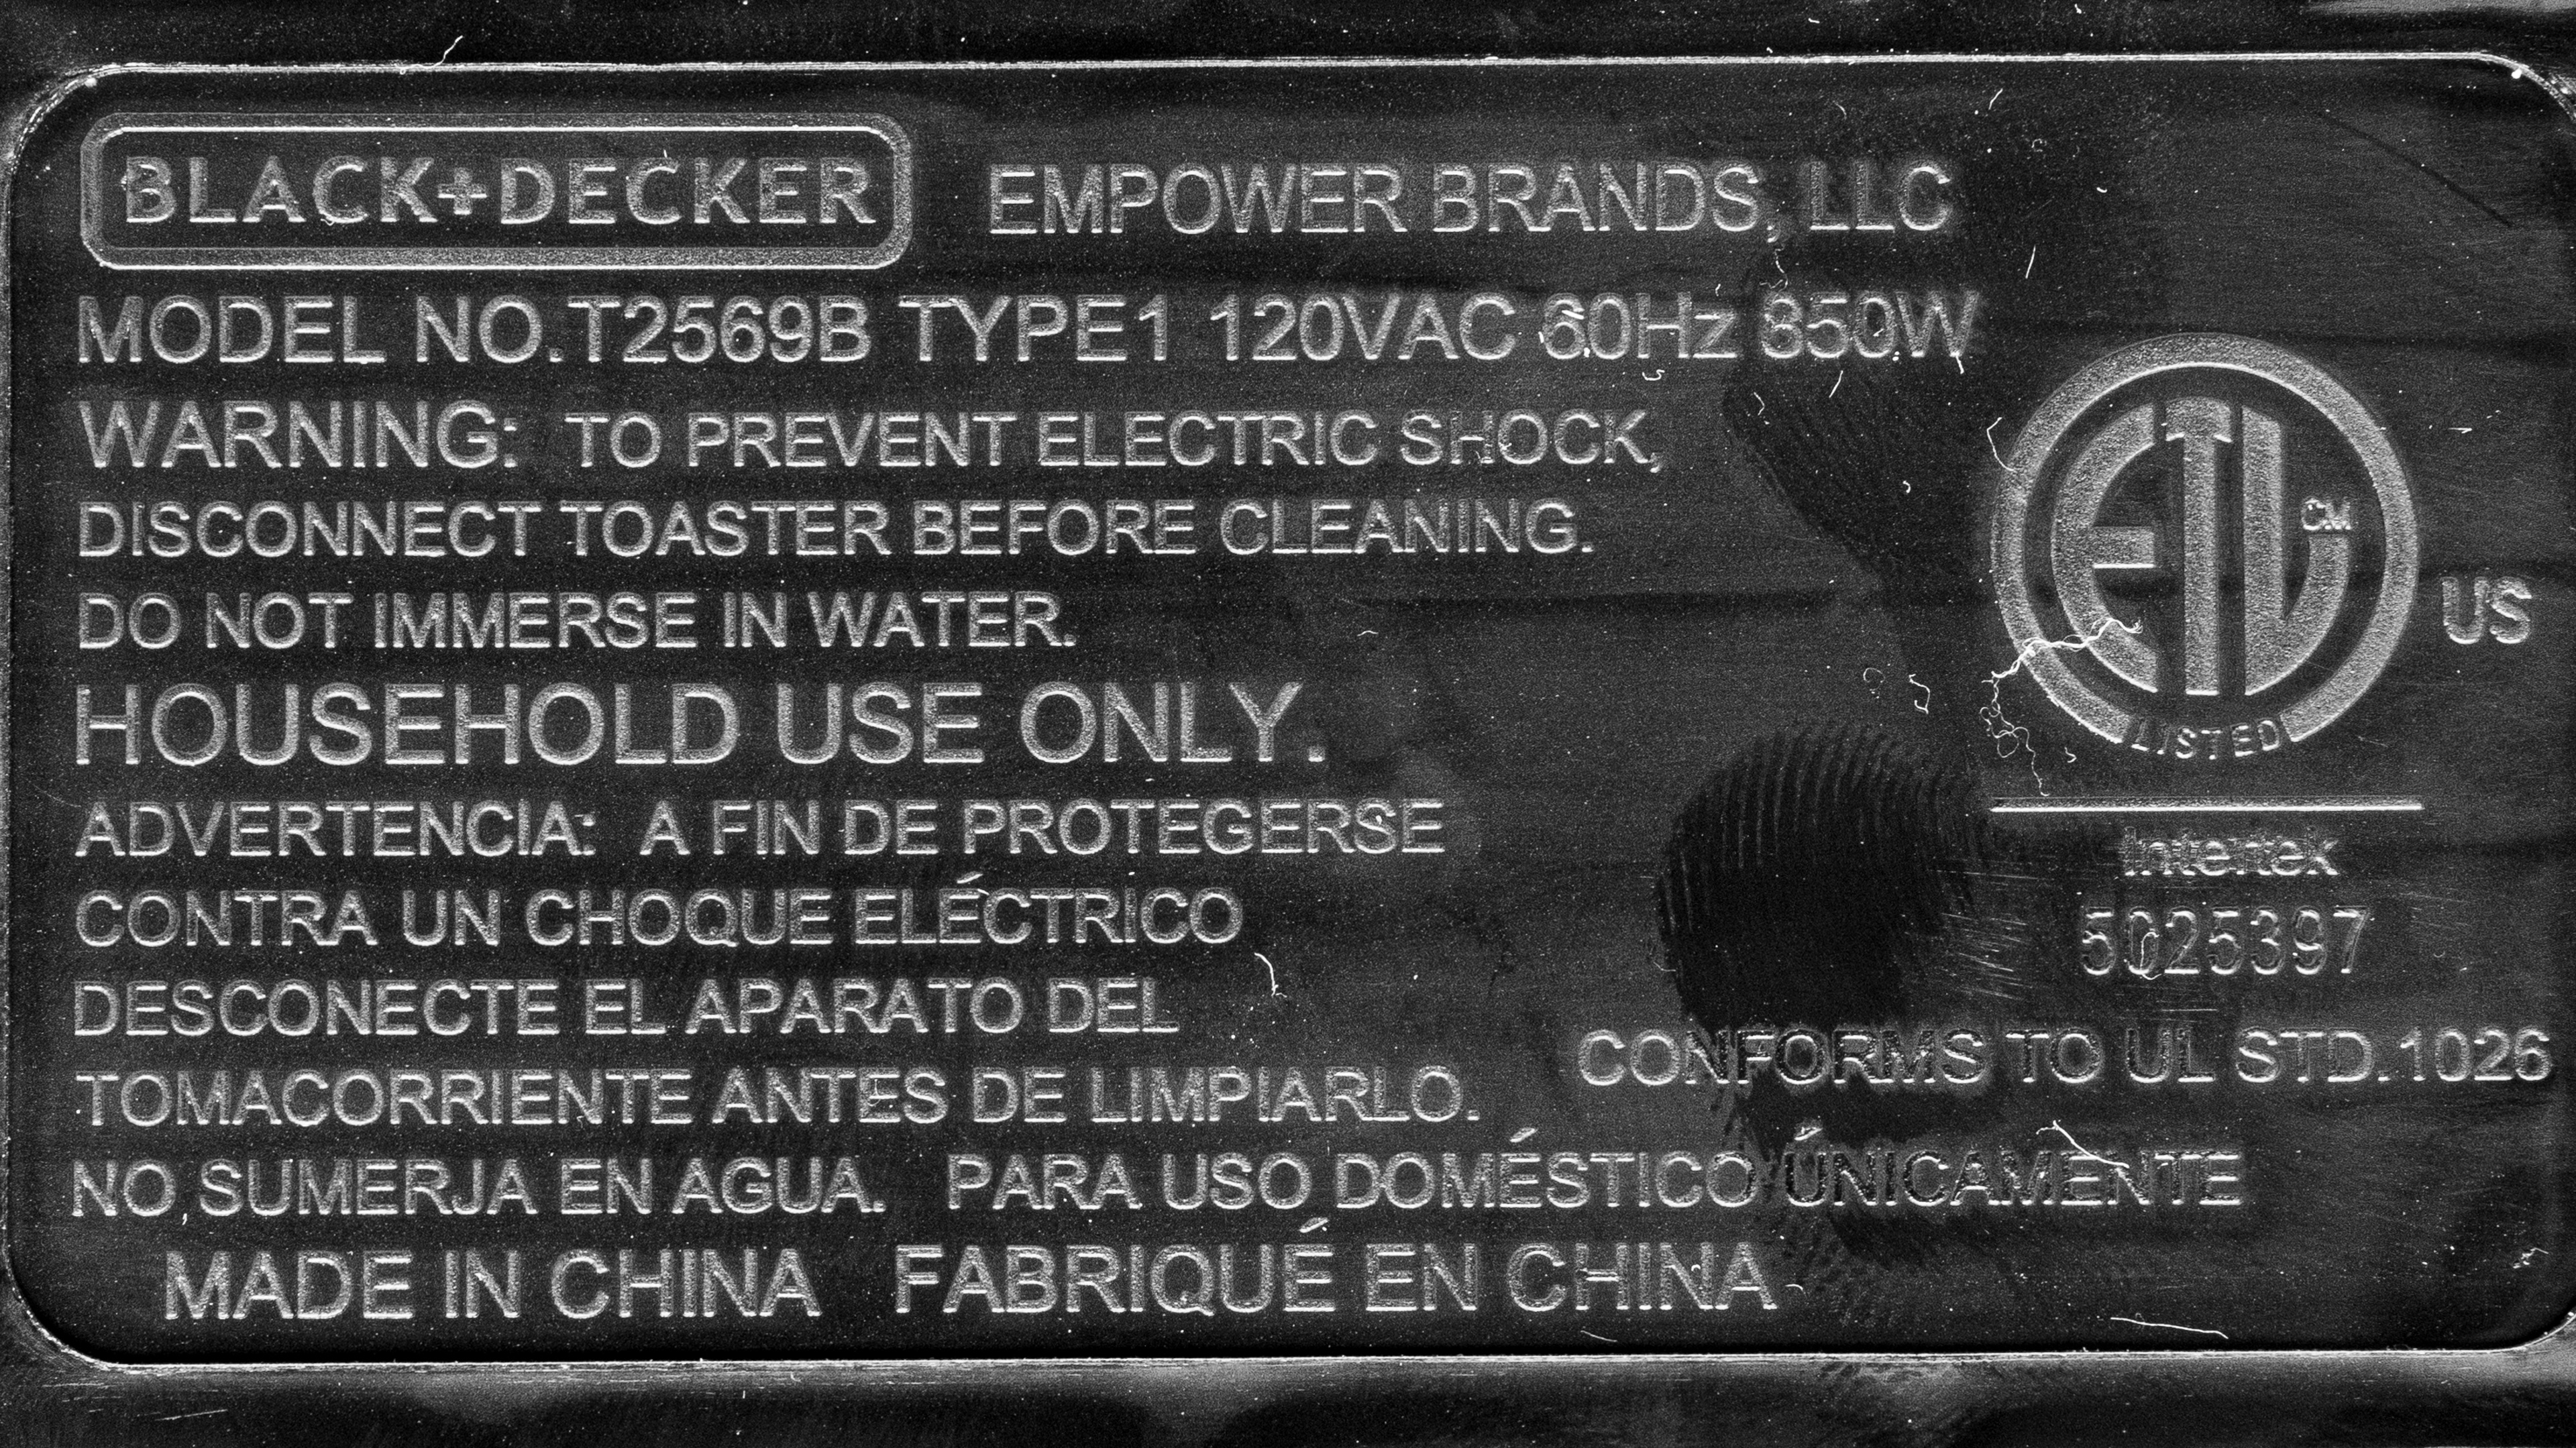 BLACK+DECKER EMPOWER BRANDS, LLC
MODEL NO.T2569B TYPE1 120VAC 60Hz 850W
WARNING: TO PREVENT ELECTRIC SHOCK,
DISCONNECT TOASTER BEFORE CLEANING.
DO NOT IMMERSE IN WATER.
HOUSEHOLD USE ONLY.
ADVERTENCIA: A FIN DE PROTEGERSE
CONTRA UN CHOQUE ELÉCTRICO
DESCONECTE EL APARATO DEL
TOMACORRIENTE ANTES DE LIMPIARLO.
NO SUMERJA EN AGUA. PARA USO DOMÉSTICO ÚNICAMENTE
MADE IN CHINA FABRIQUÉ EN CHINA
ETL CM
US
LISTED
Intertek
5025397
CONFORMS TO UL STD.1026